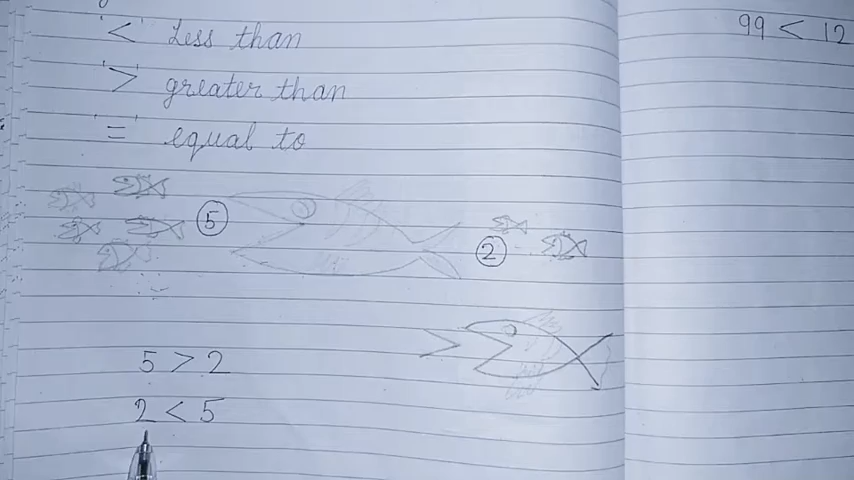 '<' Less than
'>' greater than
'=' equal to
5
2
>
5 > 2
2 < 5
99 < 12